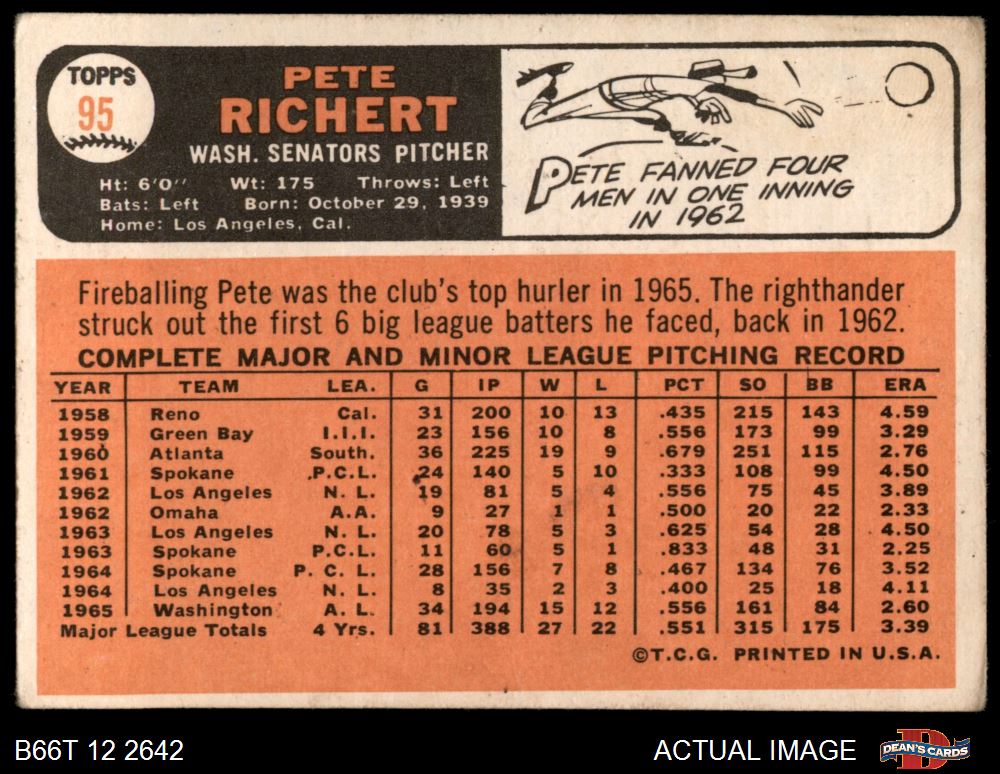 TOPPS
95
PETE
RICHERT
WASH. SENATORS PITCHER
Ht: 6'0'' Wt: 175 Throws: Left
Bats: Left Born: October 29, 1939
Home: Los Angeles, Cal.
PETE FANNED FOUR
MEN IN ONE INNING
IN 1962
Fireballing Pete was the club's top hurler in 1965. The righthander
struck out the first 6 big league batters he faced, back in 1962.
COMPLETE MAJOR AND MINOR LEAGUE PITCHING RECORD
YEAR TEAM LEA. G IP W L PCT SO BB ERA
1958 Reno Cal. 31 200 10 13 .435 215 143 4.59
1959 Green Bay I.I.I. 23 156 10 8 .556 173 99 3.29
1960 Atlanta South. 36 225 19 9 .679 251 115 2.76
1961 Spokane P.C.L. 24 140 5 10 .333 108 99 4.50
1962 Los Angeles N. L. 19 81 5 4 .556 75 45 3.89
1962 Omaha A.A. 9 27 1 1 .500 20 22 2.33
1963 Los Angeles N. L. 20 78 5 3 .625 54 28 4.50
1963 Spokane P.C.L. 11 60 5 1 .833 48 31 2.25
1964 Spokane P. C. L. 28 156 7 8 .467 134 76 3.52
1964 Los Angeles N. L. 8 35 2 3 .400 25 18 4.11
1965 Washington A. L. 34 194 15 12 .556 161 84 2.60
Major League Totals 4 Yrs. 81 388 27 22 .551 315 175 3.39
©T.C.G. PRINTED IN U.S.A.
B66T 12 2642
ACTUAL IMAGE
DEAN'S CARDS